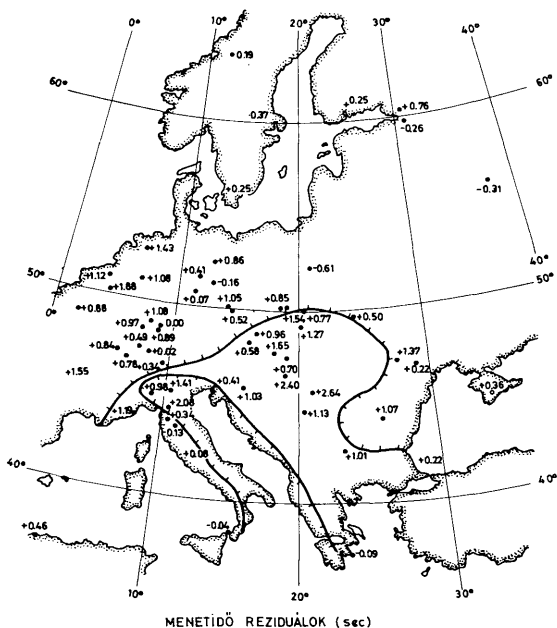 0° 10° 20° 30° 40°
+0.19
60° 60°
+0.25 +0.76
-0.37 -0.26
-0.31
+0.25
+1.43 +0.86 40°
50° +1.12 +0.41 -0.61 50°
+1.88 +1.08 -0.16
+0.07
0° +0.88 +1.05 +0.85
+0.52 +1.54 +0.77 +0.50
+1.08 0.00
+0.97 +0.89 +0.96 +1.27
+0.84 +0.49 +0.02 +0.58 +1.65 +1.37
+0.78 +0.34 +0.70 +0.22
+1.55 +2.40 +0.36
+0.98 +1.41 +0.41 +2.64
+1.03
+1.19 +2.08 +1.13 +1.07
+0.34
-0.13
+0.08 +1.01 +0.22
40° 40°
+0.46 -0.04 -0.09
10° 20° 30°
MENETIDŐ REZIDUÁLOK (sec)